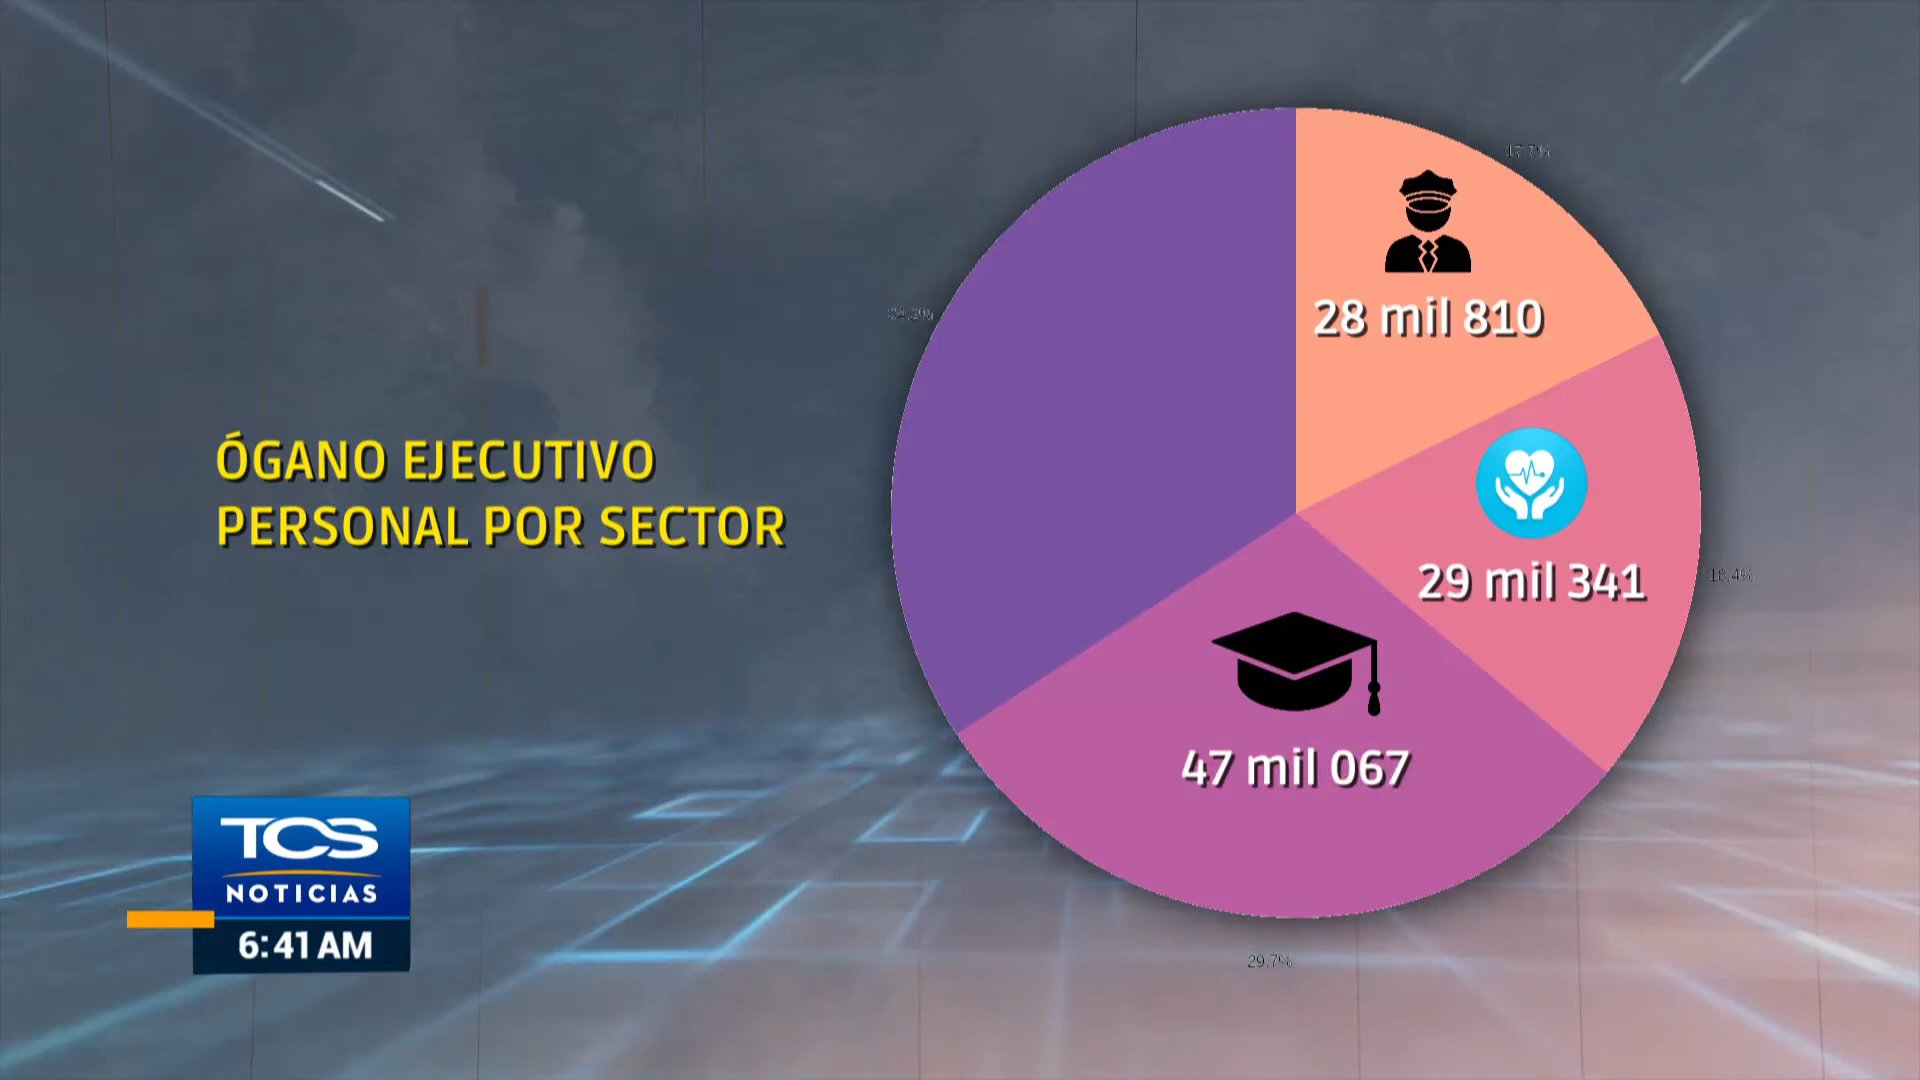 ÓGANO EJECUTIVO
PERSONAL POR SECTOR
17.7%
28 mil 810
29 mil 341
18.4%
47 mil 067
29.7%
TCS
NOTICIAS
6:41 AM